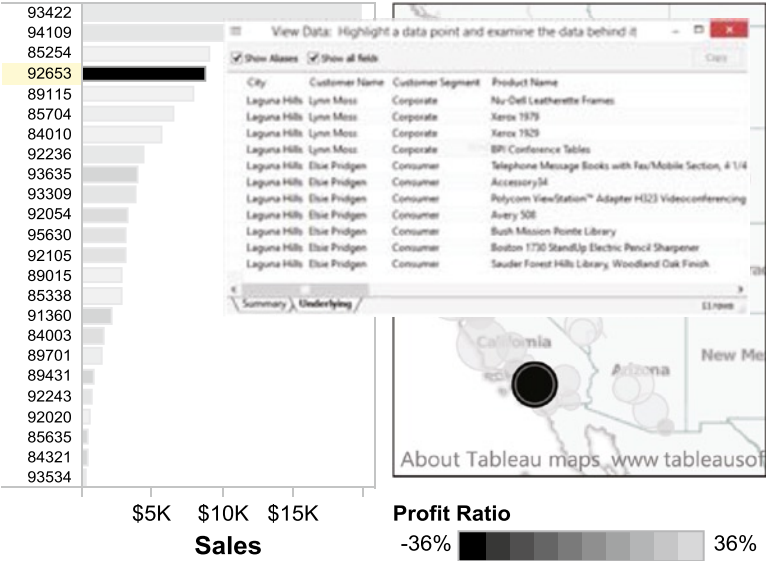 93422
94109
85254
92653
89115
85704
84010
92236
93635
93309
92054
95630
92105
89015
85338
91360
84003
89701
89431
92243
92020
85635
84321
93534
$5K $10K $15K
Sales
View Data: Highlight a data point and examine the data behind it
Show Aliases Show all fields Copy
City Customer Name Customer Segment Product Name
Laguna Hills Lynn Moss Corporate Nu-Dell Leatherette Frames
Laguna Hills Lynn Moss Corporate Xerox 1979
Laguna Hills Lynn Moss Corporate Xerox 1929
Laguna Hills Lynn Moss Corporate BPI Conference Tables
Laguna Hills Elsie Pridgen Consumer Telephone Message Books with Fax/Mobile Section, 4 1/4
Laguna Hills Elsie Pridgen Consumer Accessory34
Laguna Hills Elsie Pridgen Consumer Polycom ViewStation™ Adapter H323 Videoconferencing
Laguna Hills Elsie Pridgen Consumer Avery 508
Laguna Hills Elsie Pridgen Consumer Bush Mission Pointe Library
Laguna Hills Elsie Pridgen Consumer Boston 1730 StandUp Electric Pencil Sharpener
Laguna Hills Elsie Pridgen Consumer Sauder Forest Hills Library, Woodland Oak Finish
Summary Underlying 11 rows
California
Arizona New Me
About Tableau maps www tableausof
Profit Ratio
-36% 36%